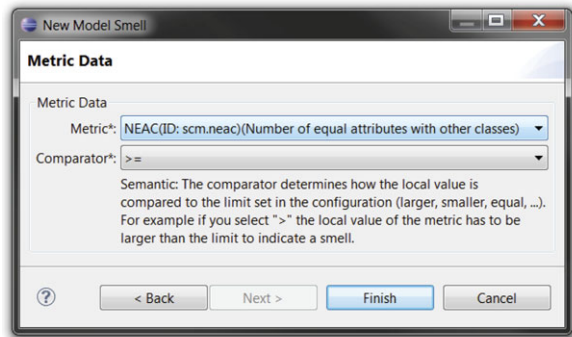 New Model Smell
Metric Data
Metric Data
Metric*: NEAC(ID: scm.neac)(Number of equal attributes with other classes)
Comparator*: >=
Semantic: The comparator determines how the local value is
compared to the limit set in the configuration (larger, smaller, equal, ...).
For example if you select ">" the local value of the metric has to be
larger than the limit to indicate a smell.
? < Back Next > Finish Cancel